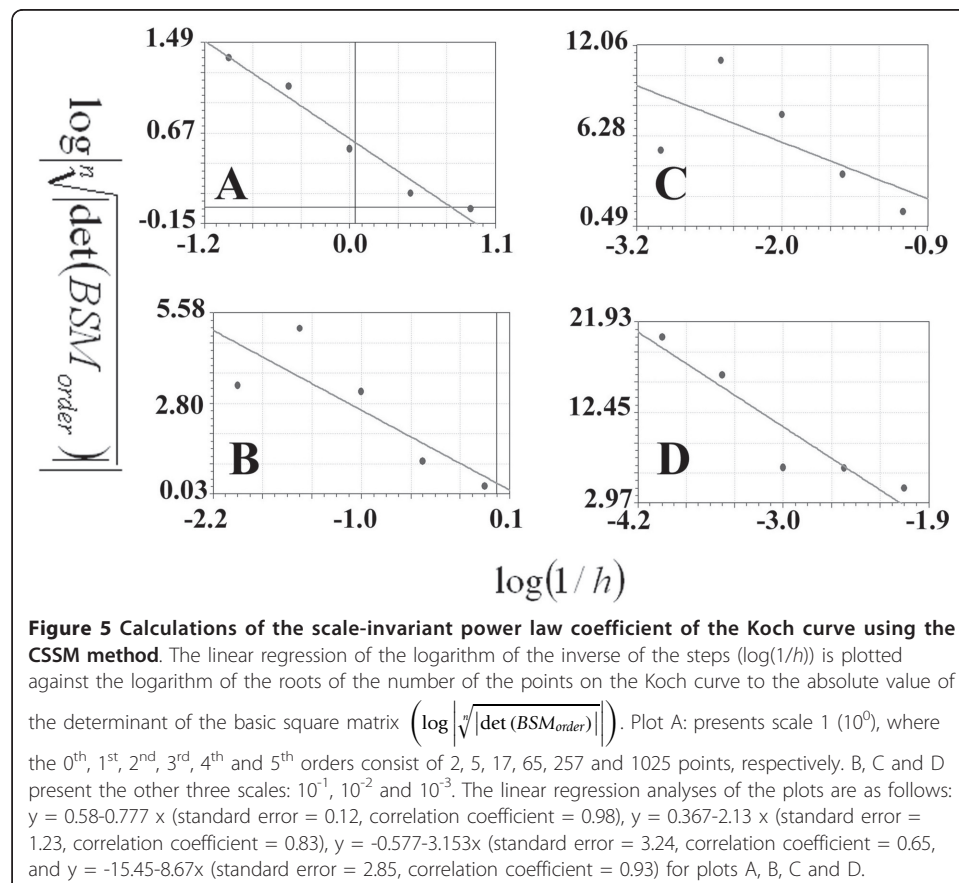 log|ⁿ√|det(BSM_order)||
1.49
0.67
-0.15
-1.2 0.0 1.1
A
12.06
6.28
0.49
-3.2 -2.0 -0.9
C
5.58
2.80
0.03
-2.2 -1.0 0.1
B
21.93
12.45
2.97
-4.2 -3.0 -1.9
D
log(1/h)
Figure 5 Calculations of the scale-invariant power law coefficient of the Koch curve using the
CSSM method. The linear regression of the logarithm of the inverse of the steps (log(1/h)) is plotted
against the logarithm of the roots of the number of the points on the Koch curve to the absolute value of
the determinant of the basic square matrix (log|ⁿ√|det (BSM_order)||). Plot A: presents scale 1 (10⁰), where
the 0ᵗʰ, 1ˢᵗ, 2ⁿᵈ, 3ʳᵈ, 4ᵗʰ and 5ᵗʰ orders consist of 2, 5, 17, 65, 257 and 1025 points, respectively. B, C and D
present the other three scales: 10⁻¹, 10⁻² and 10⁻³. The linear regression analyses of the plots are as follows:
y = 0.58-0.777 x (standard error = 0.12, correlation coefficient = 0.98), y = 0.367-2.13 x (standard error =
1.23, correlation coefficient = 0.83), y = -0.577-3.153x (standard error = 3.24, correlation coefficient = 0.65,
and y = -15.45-8.67x (standard error = 2.85, correlation coefficient = 0.93) for plots A, B, C and D.